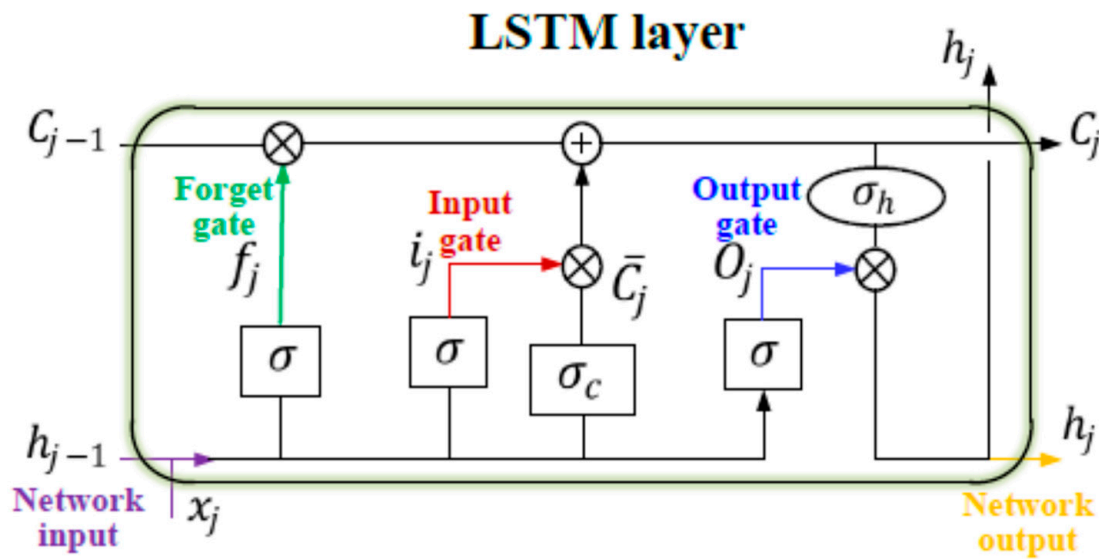 LSTM layer
h_j
C_{j-1}
C_j
Forget
gate
f_j
Input
gate
i_j
C̄_j
Output
gate
O_j
σ_h
σ
σ
σ_c
σ
h_{j-1}
h_j
Network
input
x_j
Network
output